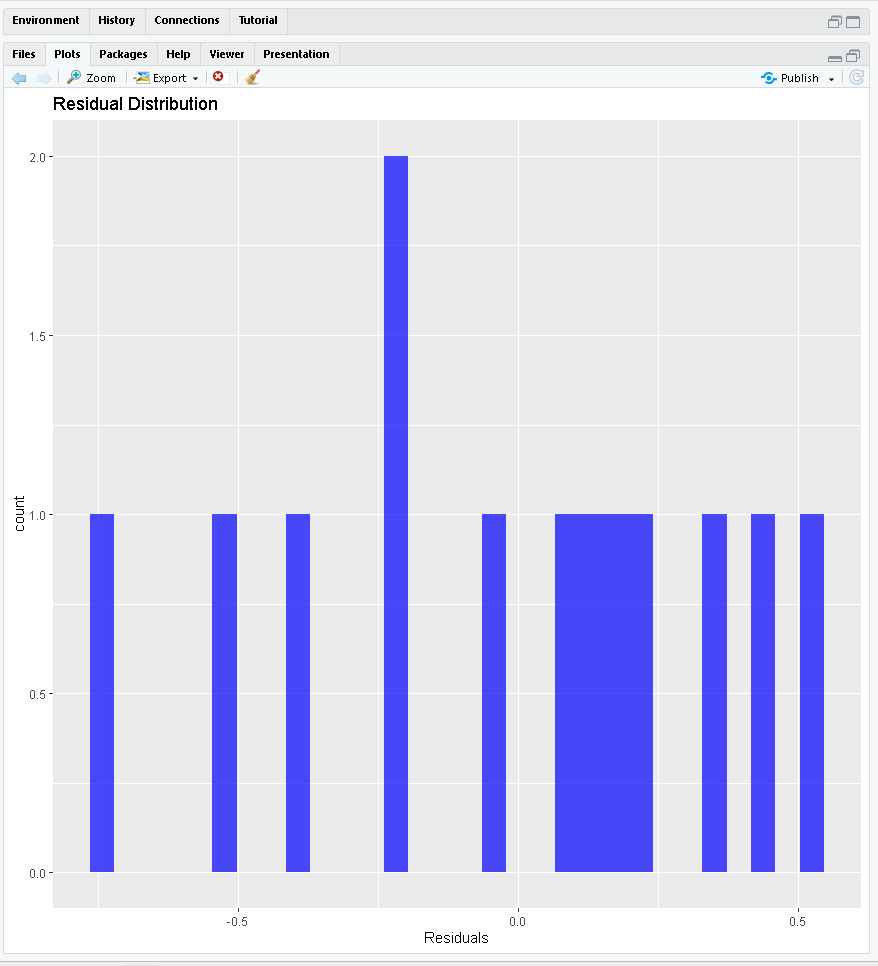 Environment History Connections Tutorial
Files Plots Packages Help Viewer Presentation
Zoom Export Publish
Residual Distribution
2.0
1.5
count
1.0
0.5
0.0
-0.5 0.0 0.5
Residuals